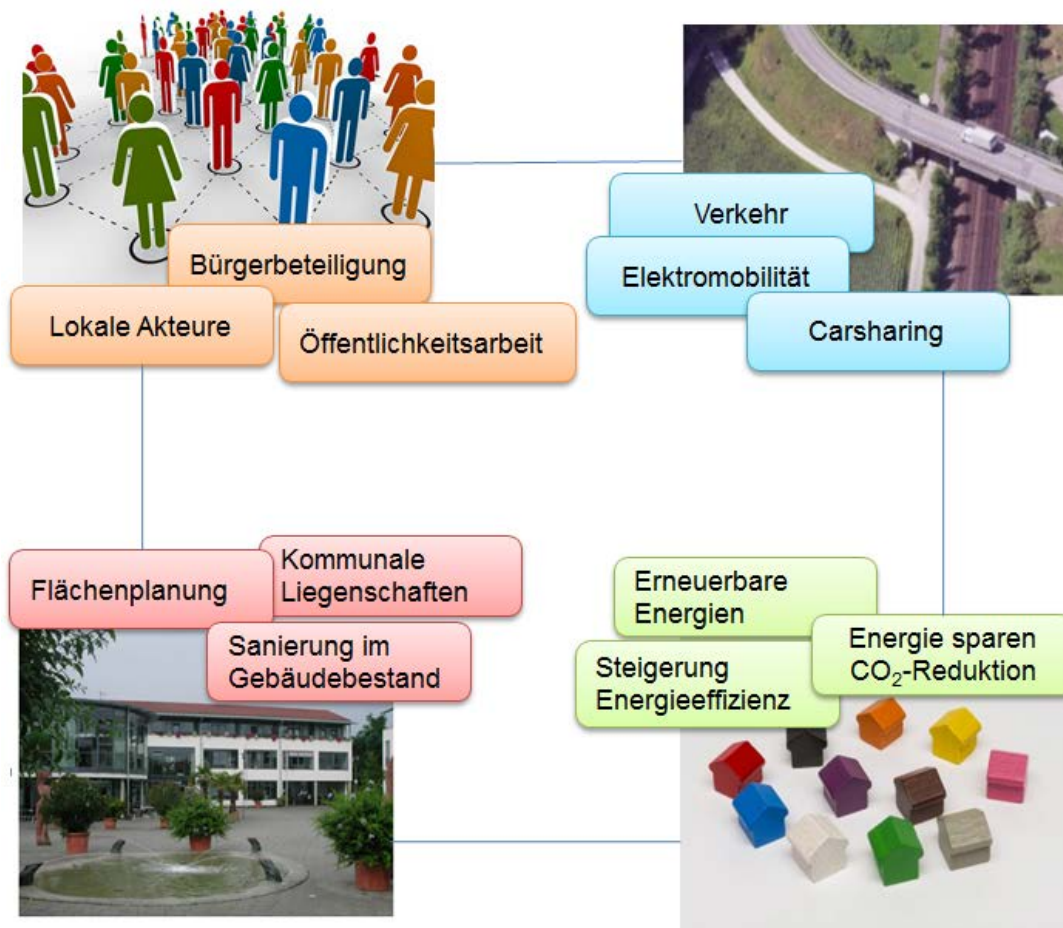 Bürgerbeteiligung
Lokale Akteure
Öffentlichkeitsarbeit
Verkehr
Elektromobilität
Carsharing
Flächenplanung
Kommunale
Liegenschaften
Sanierung im
Gebäudebestand
Erneuerbare
Energien
Steigerung
Energieeffizienz
Energie sparen
CO₂-Reduktion